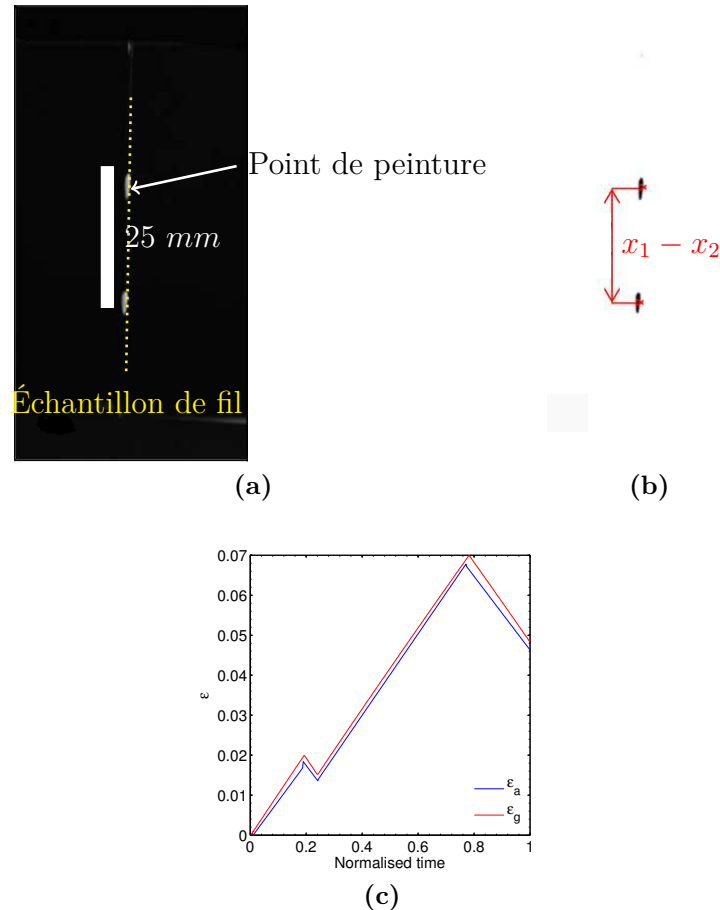 Point de peinture
25 mm
Échantillon de fil
x₁ − x₂
(a)
(b)
0.07
0.06
0.05
0.04
0.03
0.02
0.01
0
ε
εₐ
ε_g
0 0.2 0.4 0.6 0.8 1
Normalised time
(c)